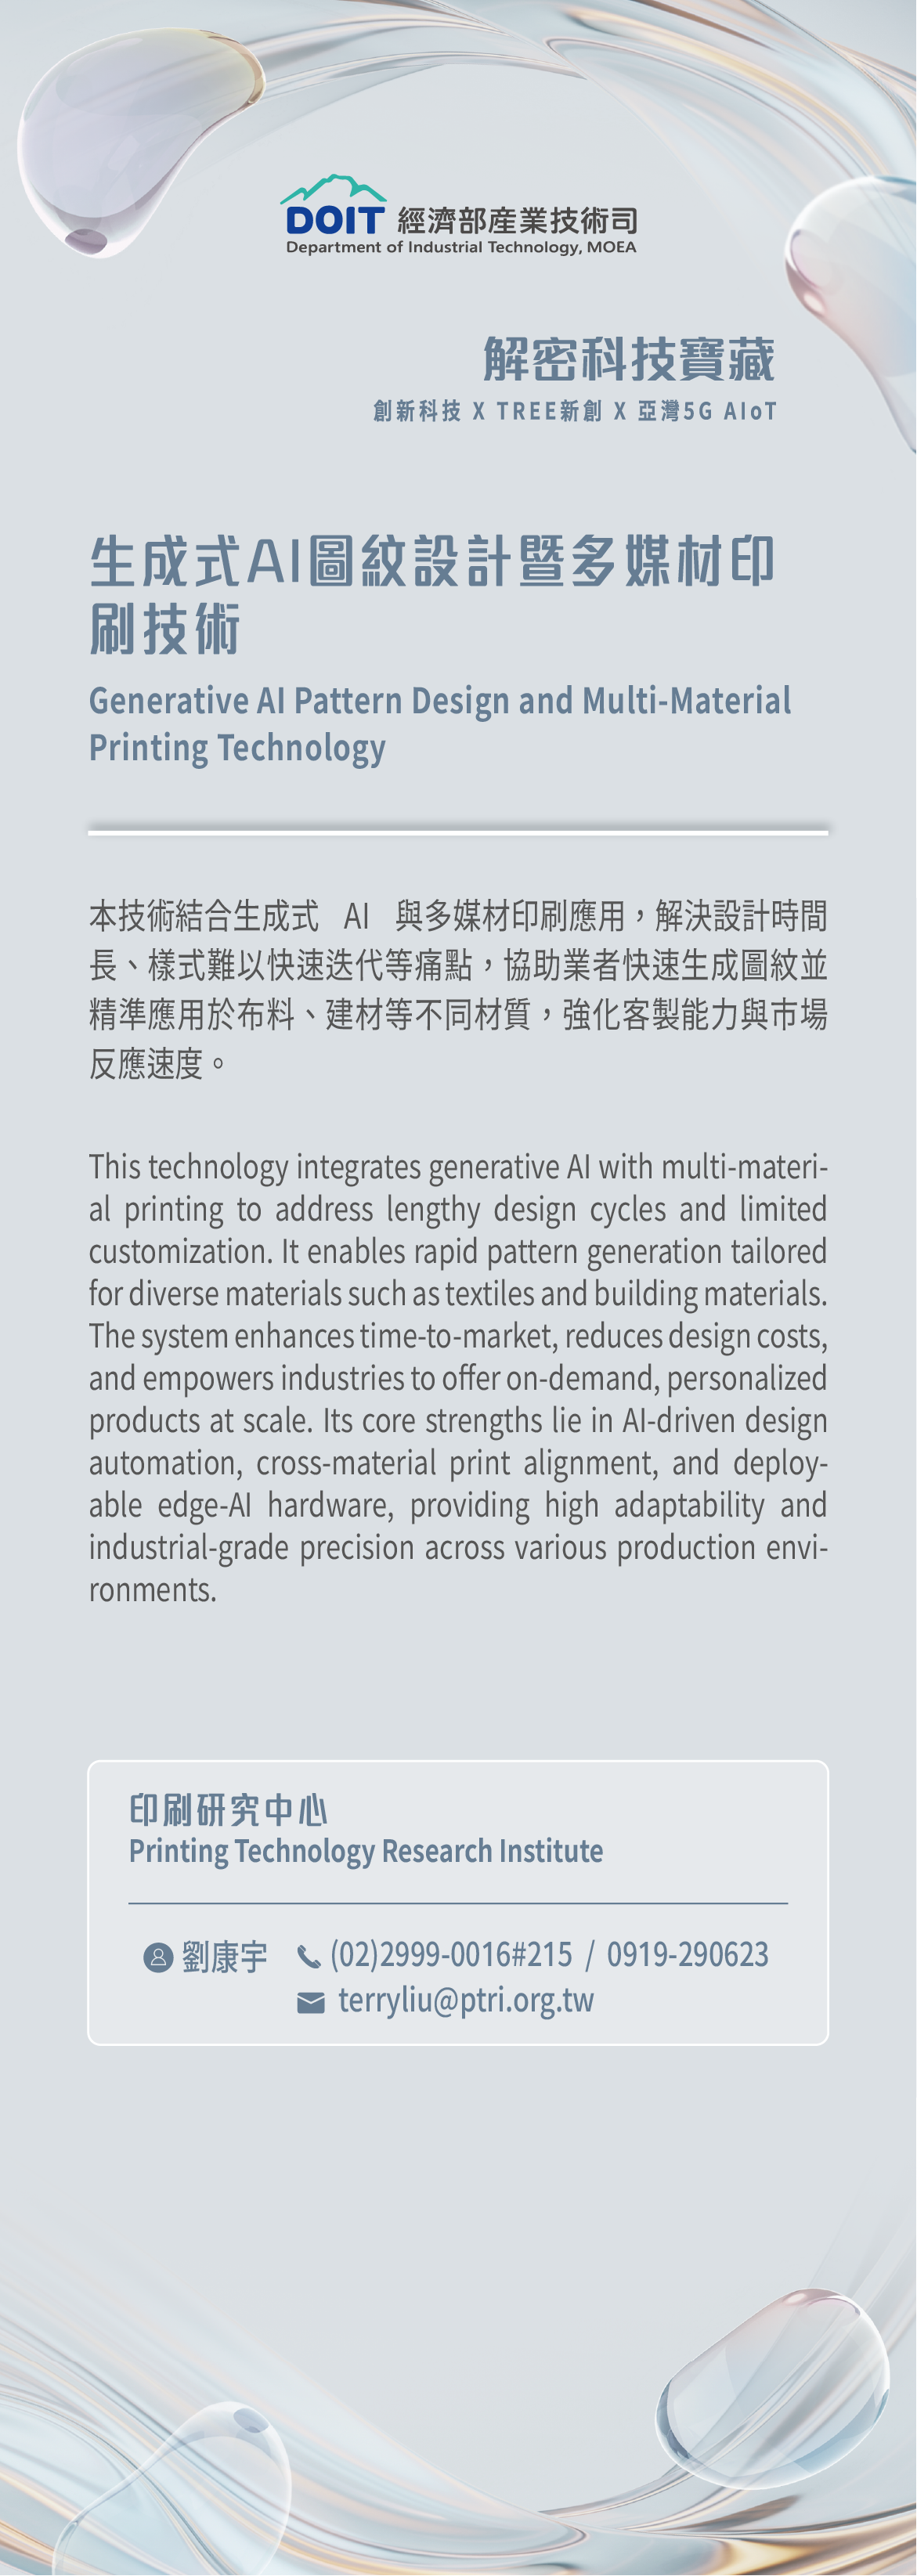 DOIT 經濟部産業技術司
Department of Industrial Technology, MOEA
解密科技寶藏
創新科技 X TREE新創 X 亞灣5G AIoT
生成式AI圖紋設計暨多媒材印
刷技術
Generative AI Pattern Design and Multi-Material
Printing Technology
本技術結合生成式 AI 與多媒材印刷應用，解決設計時間
長、樣式難以快速迭代等痛點，協助業者快速生成圖紋並
精準應用於布料、建材等不同材質，強化客製能力與市場
反應速度。
This technology integrates generative AI with multi-materi-
al printing to address lengthy design cycles and limited
customization. It enables rapid pattern generation tailored
for diverse materials such as textiles and building materials.
The system enhances time-to-market, reduces design costs,
and empowers industries to offer on-demand, personalized
products at scale. Its core strengths lie in AI-driven design
automation, cross-material print alignment, and deploy-
able edge-AI hardware, providing high adaptability and
industrial-grade precision across various production envi-
ronments.
印刷研究中心
Printing Technology Research Institute
劉康宇 (02)2999-0016#215 / 0919-290623
terryliu@ptri.org.tw